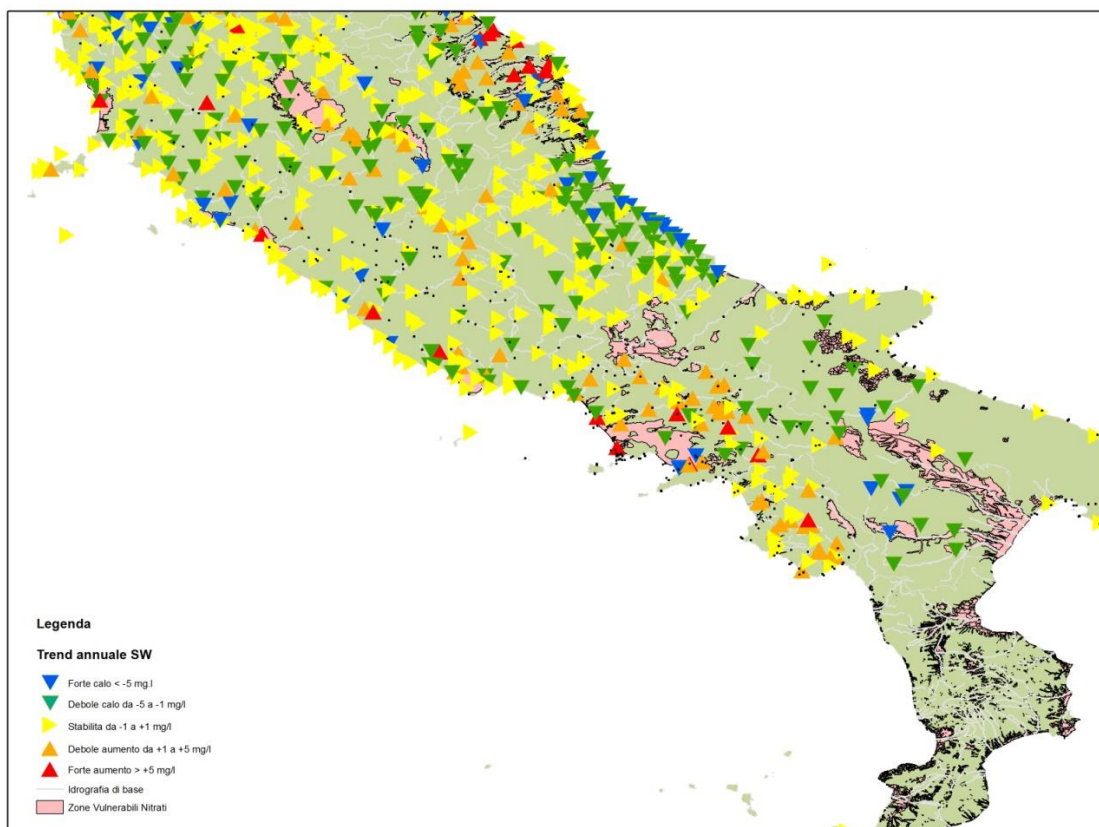 Legenda
Trend annuale SW
Forte calo < -5 mg.l
Debole calo da -5 a -1 mg/l
Stabilita da -1 a +1 mg/l
Debole aumento da +1 a +5 mg/l
Forte aumento > +5 mg/l
Idrografia di base
Zone Vulnerabili Nitrati